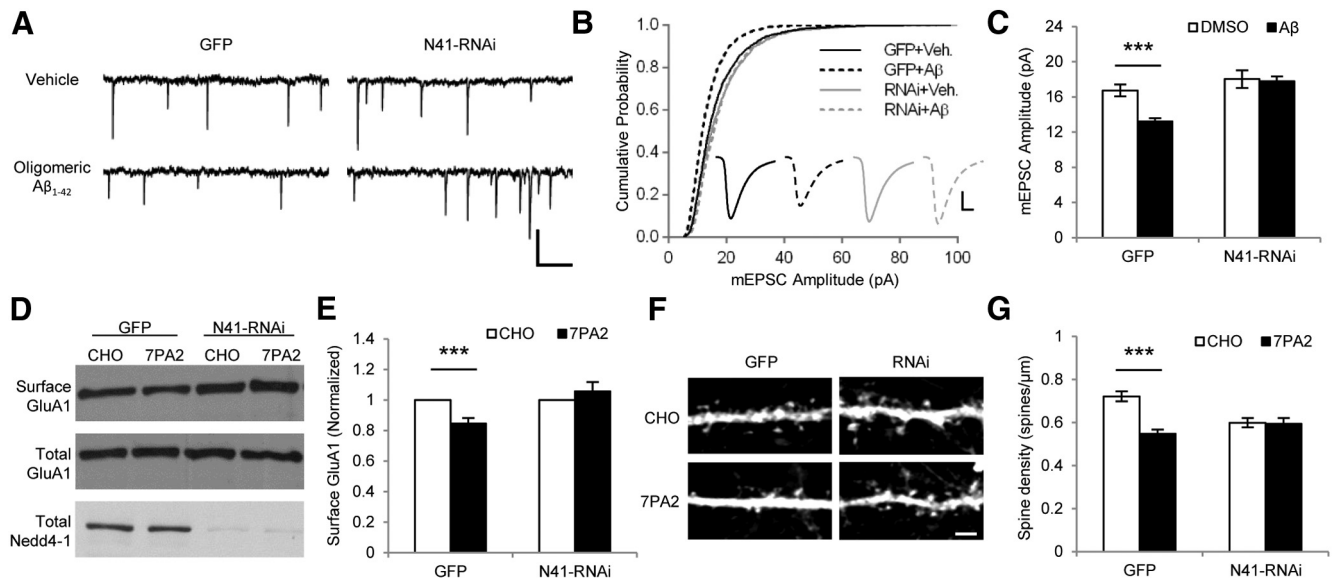 A
GFP
N41-RNAi
Vehicle
Oligomeric
Aβ1-42
B
Cumulative Probability
1.0
0.8
0.6
0.4
0.2
0.0
GFP+Veh.
GFP+Aβ
RNAi+Veh.
RNAi+Aβ
0 20 40 60 80 100
mEPSC Amplitude (pA)
C
DMSO Aβ
mEPSC Amplitude (pA)
24
20
16
12
8
4
0
***
GFP N41-RNAi
D
GFP N41-RNAi
CHO 7PA2 CHO 7PA2
Surface
GluA1
Total
GluA1
Total
Nedd4-1
E
CHO 7PA2
Surface GluA1 (Normalized)
1.4
1.2
1
0.8
0.6
0.4
0.2
0
***
GFP N41-RNAi
F
GFP RNAi
CHO
7PA2
G
CHO 7PA2
Spine density (spines/µm)
1
0.8
0.6
0.4
0.2
0
***
GFP N41-RNAi